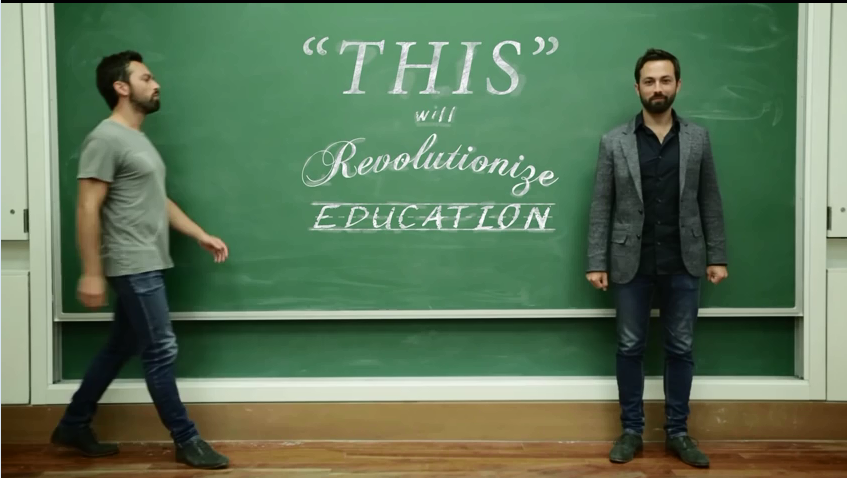 “THIS”
will
Revolutionize
EDUCATION